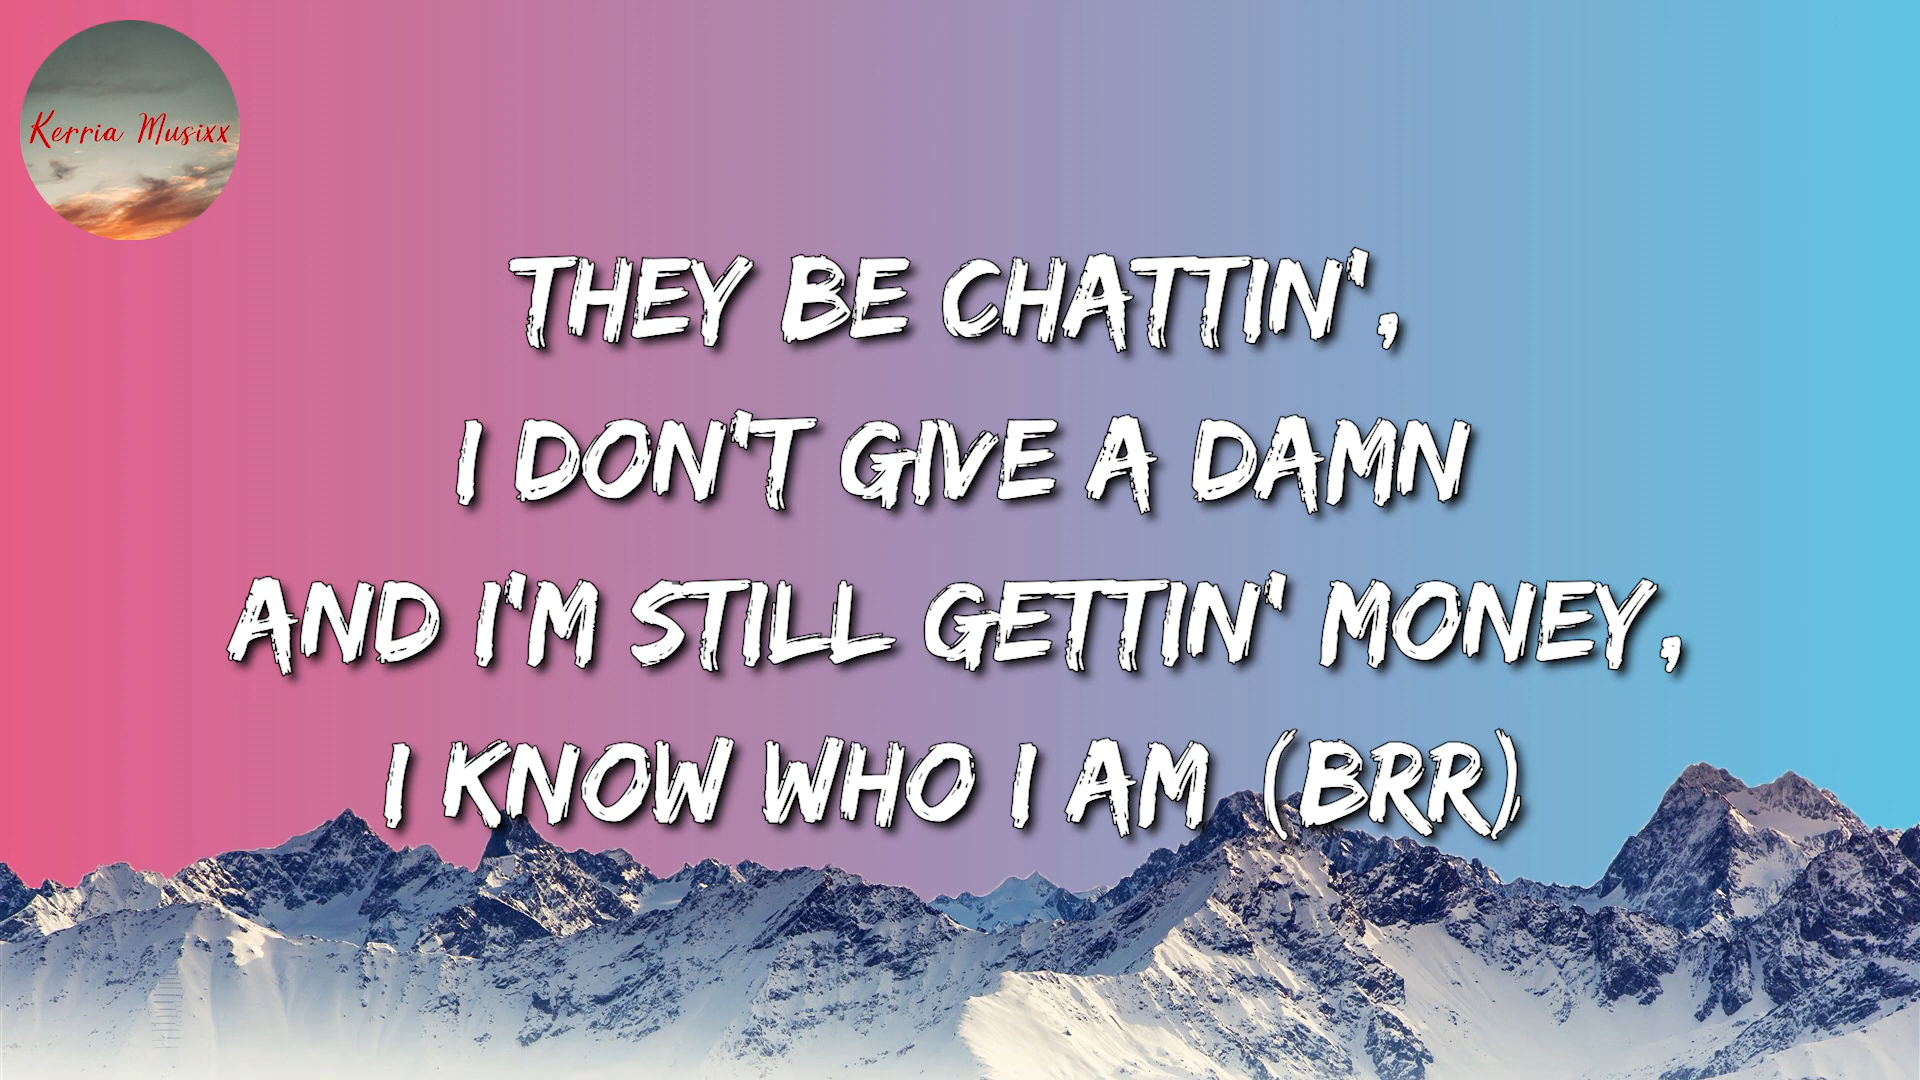 Kerria Musixx
THEY BE CHATTIN',
I DON'T GIVE A DAMN
AND I'M STILL GETTIN' MONEY,
I KNOW WHO I AM (BRR)